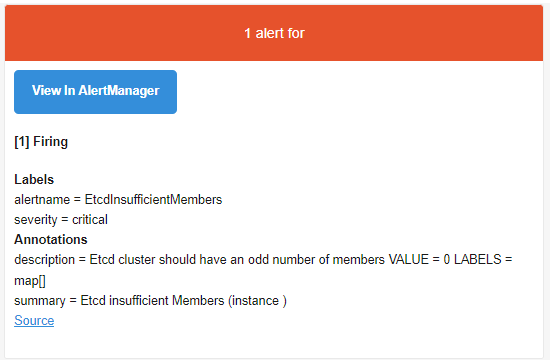 1 alert for
View In AlertManager
[1] Firing
Labels
alertname = EtcdInsufficientMembers
severity = critical
Annotations
description = Etcd cluster should have an odd number of members VALUE = 0 LABELS =
map[]
summary = Etcd insufficient Members (instance )
Source